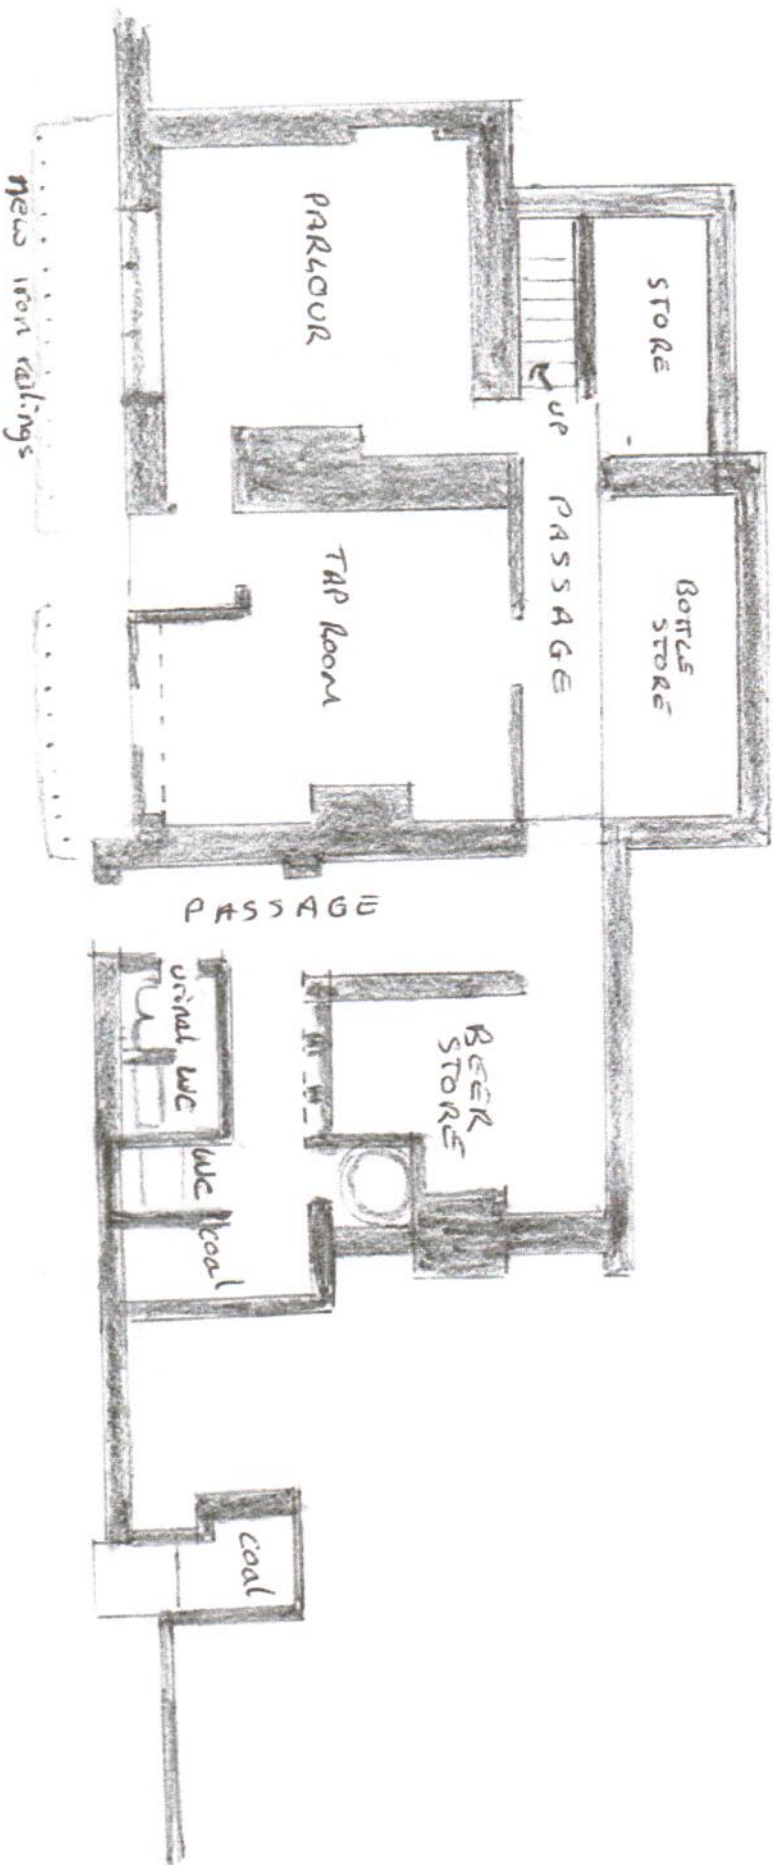 STORE
BOTTLE
STORE
UP
PASSAGE
PARLOUR
TAP ROOM
PASSAGE
BEER
STORE
urinal
WC
WC
coal
coal
new iron railings